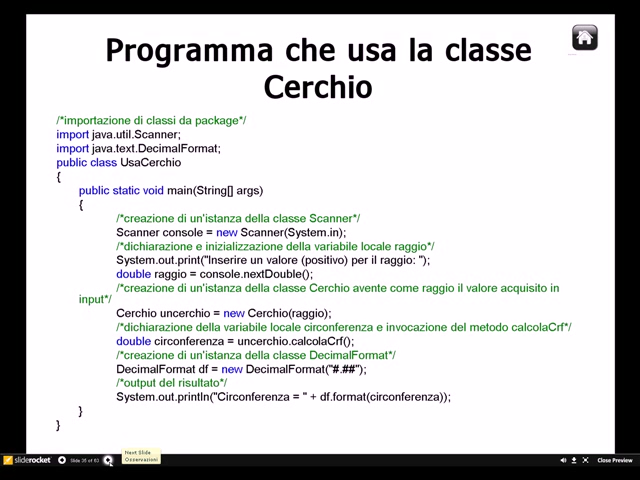 Programma che usa la classe
Cerchio
/*importazione di classi da package*/
import java.util.Scanner;
import java.text.DecimalFormat;
public class UsaCerchio
{
public static void main(String[] args)
{
/*creazione di un'istanza della classe Scanner*/
Scanner console = new Scanner(System.in);
/*dichiarazione e inizializzazione della variabile locale raggio*/
System.out.print("Inserire un valore (positivo) per il raggio: ");
double raggio = console.nextDouble();
/*creazione di un'istanza della classe Cerchio avente come raggio il valore acquisito in
input*/
Cerchio uncerchio = new Cerchio(raggio);
/*dichiarazione della variabile locale circonferenza e invocazione del metodo calcolaCrf*/
double circonferenza = uncerchio.calcolaCrf();
/*creazione di un'istanza della classe DecimalFormat*/
DecimalFormat df = new DecimalFormat("#.##");
/*output del risultato*/
System.out.println("Circonferenza = " + df.format(circonferenza));
}
}
Next Slide
Osservazioni
sliderocket
Close Preview